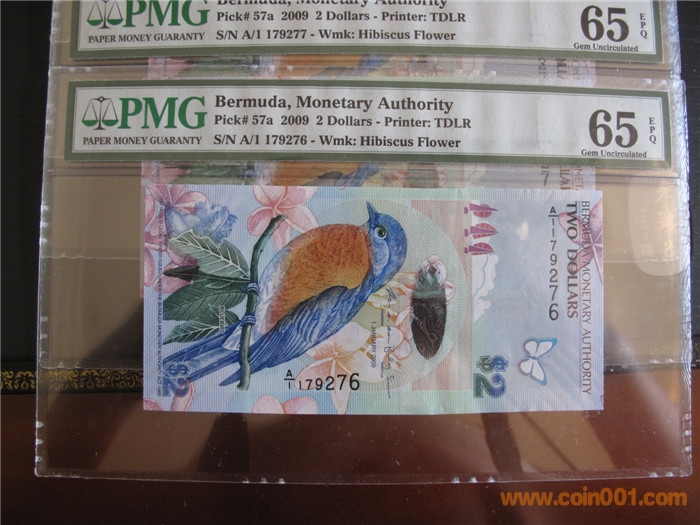 Bermuda, Monetary Authority
PMG
PAPER MONEY GUARANTY
Pick# 57a 2009 2 Dollars - Printer: TDLR
S/N A/1 179277 - Wmk: Hibiscus Flower
65 EPQ
Gem Uncirculated
PMG
PAPER MONEY GUARANTY
Bermuda, Monetary Authority
Pick# 57a 2009 2 Dollars - Printer: TDLR
S/N A/1 179276 - Wmk: Hibiscus Flower
65 EPQ
Gem Uncirculated
BERMUDA MONETARY AUTHORITY
TWO DOLLARS
A/1 179276
1 JANUARY 2009
A/1 179276
$2
$2
www.coin001.com